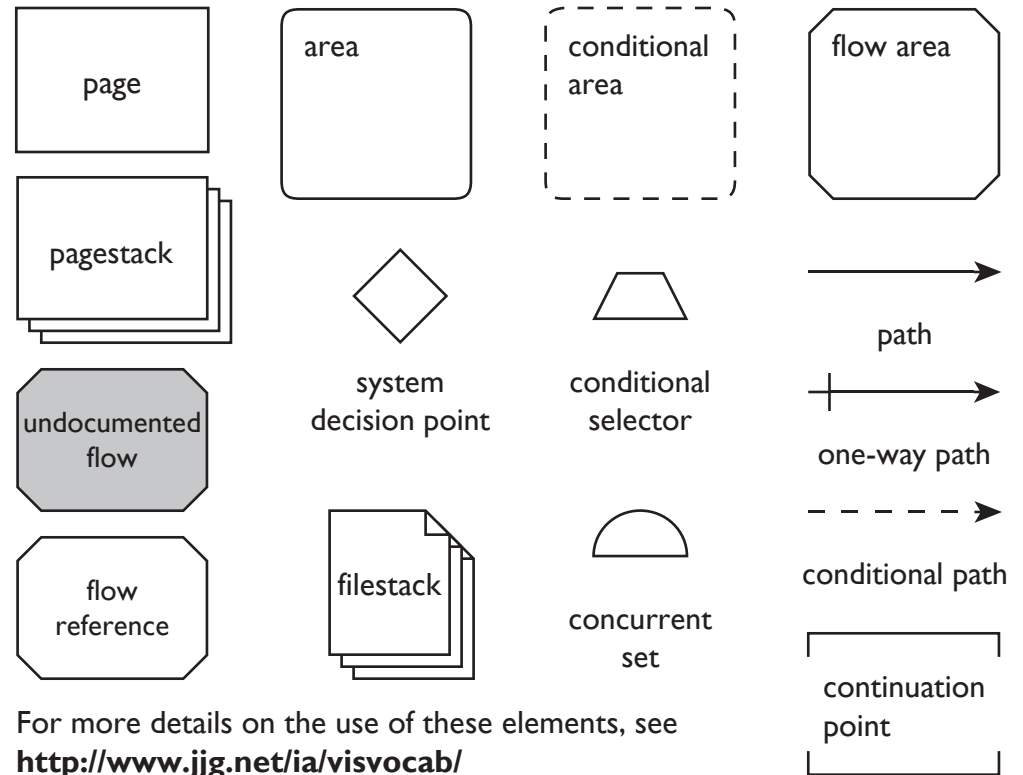 page
area
conditional
area
flow area
pagestack
system
decision point
conditional
selector
path
undocumented
flow
one-way path
flow
reference
filestack
concurrent
set
conditional path
continuation
point
For more details on the use of these elements, see
http://www.jjg.net/ia/visvocab/